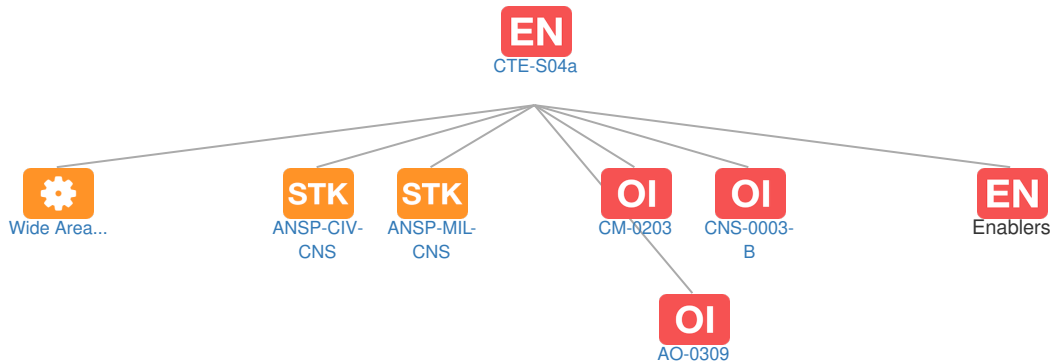 EN
CTE-S04a
STK
STK
OI
OI
EN
Wide Area...
ANSP-CIV-
CNS
ANSP-MIL-
CNS
CM-0203
CNS-0003-
B
Enablers
OI
AO-0309